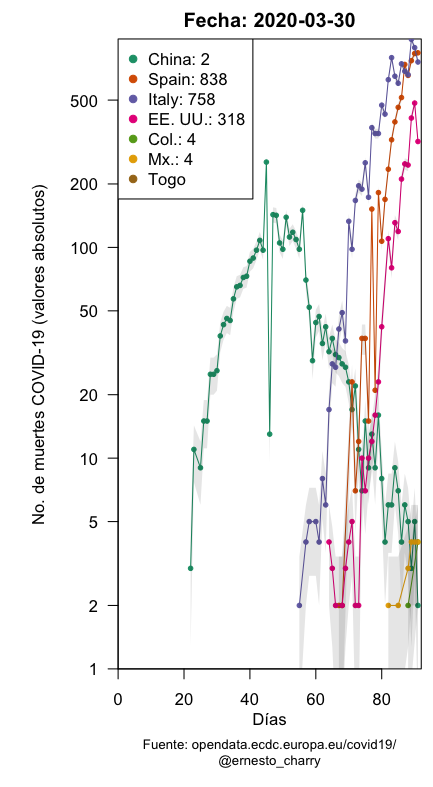 Fecha: 2020-03-30
China: 2
Spain: 838
Italy: 758
EE. UU.: 318
Col.: 4
Mx.: 4
Togo
No. de muertes COVID-19 (valores absolutos)
500
200
100
50
20
10
5
2
1
0 20 40 60 80
Días
Fuente: opendata.ecdc.europa.eu/covid19/
@ernesto_charry